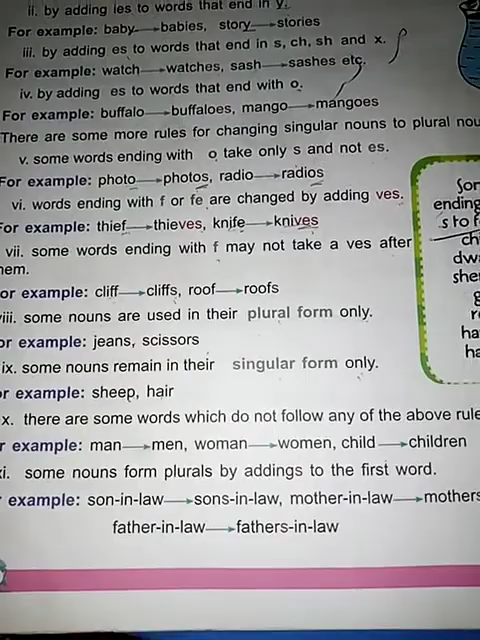 ii. by adding ies to words that end in y.
For example: baby→babies, story→stories
iii. by adding es to words that end in s, ch, sh and x.
For example: watch→watches, sash→sashes etc.
iv. by adding es to words that end with o.
For example: buffalo→buffaloes, mango→mangoes
There are some more rules for changing singular nouns to plural nou
v. some words ending with o take only s and not es.
For example: photo→photos, radio→radios
vi. words ending with f or fe are changed by adding ves.
For example: thief→thieves, knife→knives
vii. some words ending with f may not take a ves after
hem.
or example: cliff→cliffs, roof→roofs
viii. some nouns are used in their plural form only.
or example: jeans, scissors
ix. some nouns remain in their singular form only.
or example: sheep, hair
x. there are some words which do not follow any of the above rule
r example: man→men, woman→women, child→children
xi. some nouns form plurals by addings to the first word.
example: son-in-law→sons-in-law, mother-in-law→mothers
father-in-law→fathers-in-law
Som
ending
s to f
ch
dwa
she
g
r
ha
ha